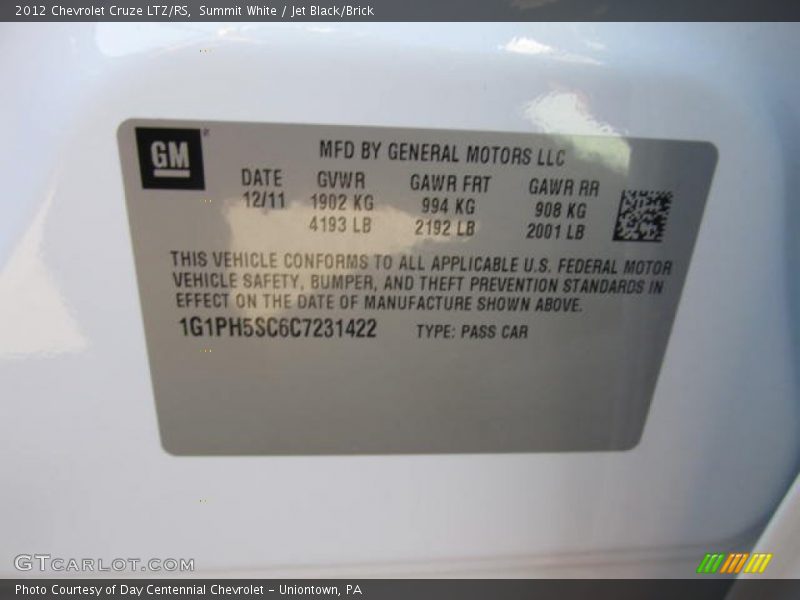 2012 Chevrolet Cruze LTZ/RS, Summit White / Jet Black/Brick
GM
MFD BY GENERAL MOTORS LLC
DATE GVWR GAWR FRT GAWR RR
12/11 1902 KG 994 KG 908 KG
4193 LB 2192 LB 2001 LB
THIS VEHICLE CONFORMS TO ALL APPLICABLE U.S. FEDERAL MOTOR
VEHICLE SAFETY, BUMPER, AND THEFT PREVENTION STANDARDS IN
EFFECT ON THE DATE OF MANUFACTURE SHOWN ABOVE.
1G1PH5SC6C7231422 TYPE: PASS CAR
GTCARLOT.COM
Photo Courtesy of Day Centennial Chevrolet - Uniontown, PA